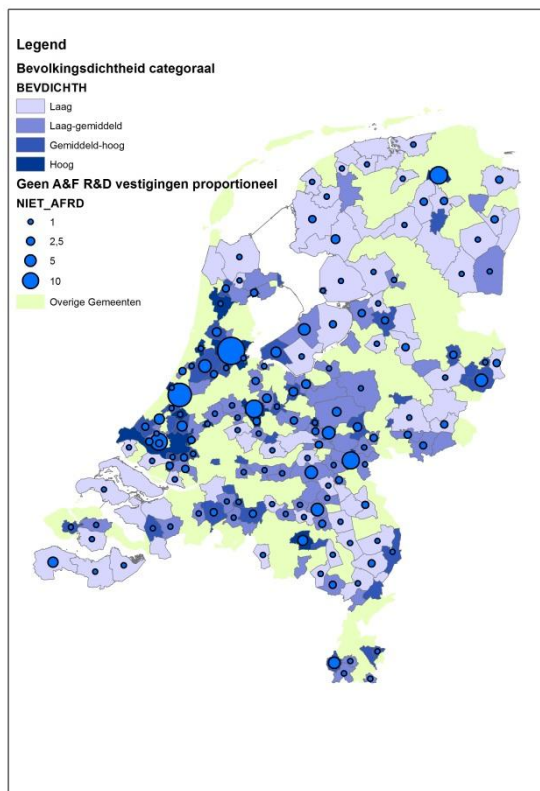 Legend
Bevolkingsdichtheid categoraal
BEVDICHTH
Laag
Laag-gemiddeld
Gemiddeld-hoog
Hoog
Geen A&F R&D vestigingen proportioneel
NIET_AFRD
1
2,5
5
10
Overige Gemeenten